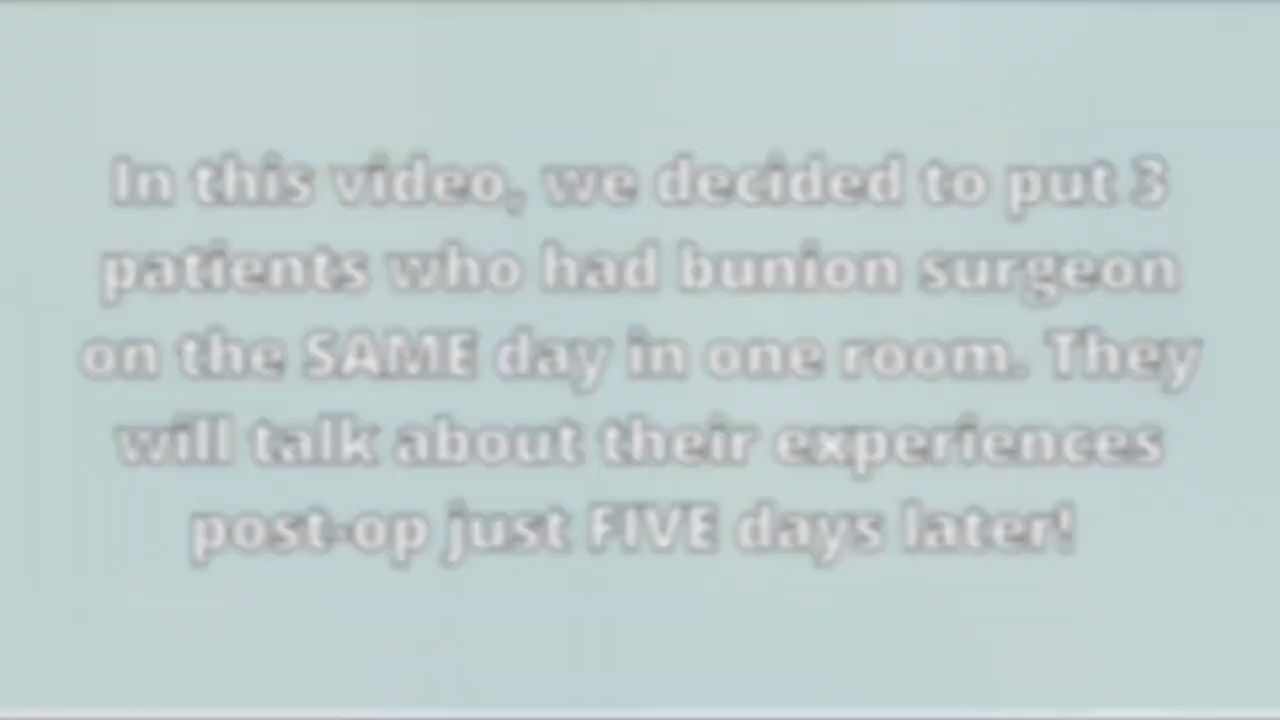 In this video, we decided to put 3
patients who had bunion surgeon
on the SAME day in one room. They
will talk about their experiences
post-op just FIVE days later!